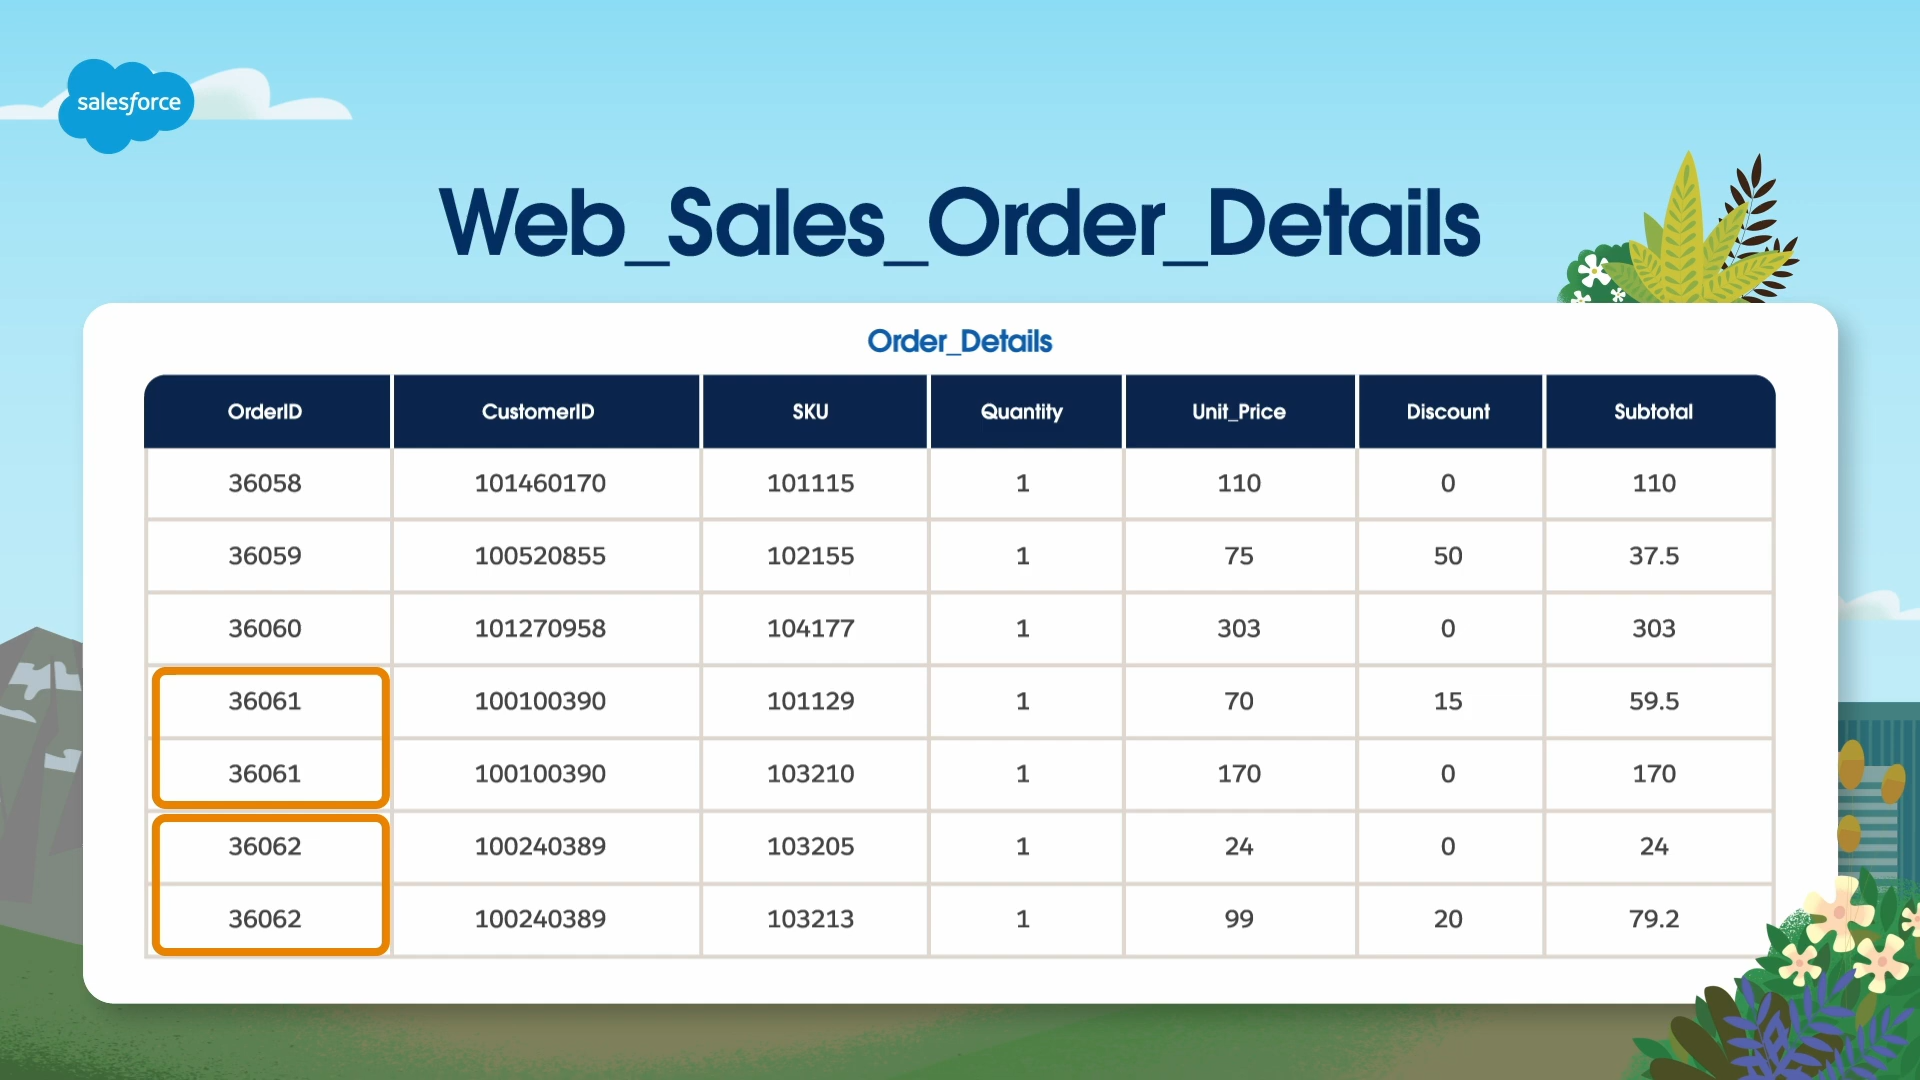 salesforce
Web_Sales_Order_Details
Order_Details
OrderID CustomerID SKU Quantity Unit_Price Discount Subtotal
36058 101460170 101115 1 110 0 110
36059 100520855 102155 1 75 50 37.5
36060 101270958 104177 1 303 0 303
36061 100100390 101129 1 70 15 59.5
36061 100100390 103210 1 170 0 170
36062 100240389 103205 1 24 0 24
36062 100240389 103213 1 99 20 79.2